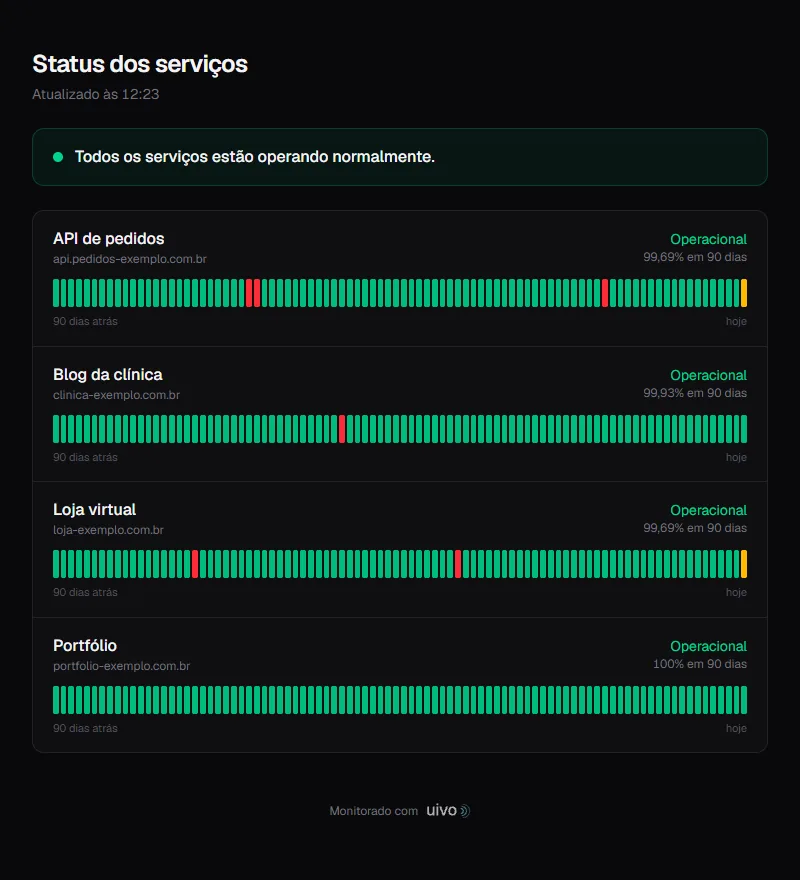 Status dos serviços
Atualizado às 12:23
Todos os serviços estão operando normalmente.
API de pedidos
Operacional
api.pedidos-exemplo.com.br
99,69% em 90 dias
90 dias atrás
hoje
Blog da clínica
Operacional
clinica-exemplo.com.br
99,93% em 90 dias
90 dias atrás
hoje
Loja virtual
Operacional
loja-exemplo.com.br
99,69% em 90 dias
90 dias atrás
hoje
Portfólio
Operacional
portfolio-exemplo.com.br
100% em 90 dias
90 dias atrás
hoje
Monitorado com uivo